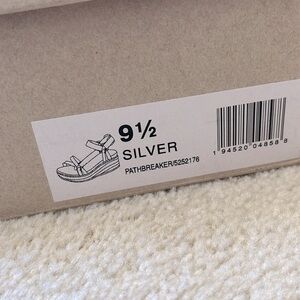 9½
SILVER
PATHBREAKER/5252176
1 94520 04858 8